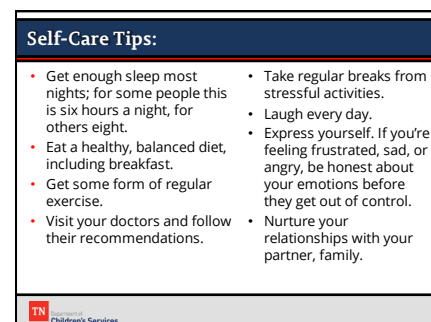 Self-Care Tips:
• Get enough sleep most
nights; for some people this
is six hours a night, for
others eight.
• Eat a healthy, balanced diet,
including breakfast.
• Get some form of regular
exercise.
• Visit your doctors and follow
their recommendations.
• Take regular breaks from
stressful activities.
• Laugh every day.
• Express yourself. If you're
feeling frustrated, sad, or
angry, be honest about
your emotions before
they get out of control.
• Nurture your
relationships with your
partner, family.
TN
Department of
Children's Services